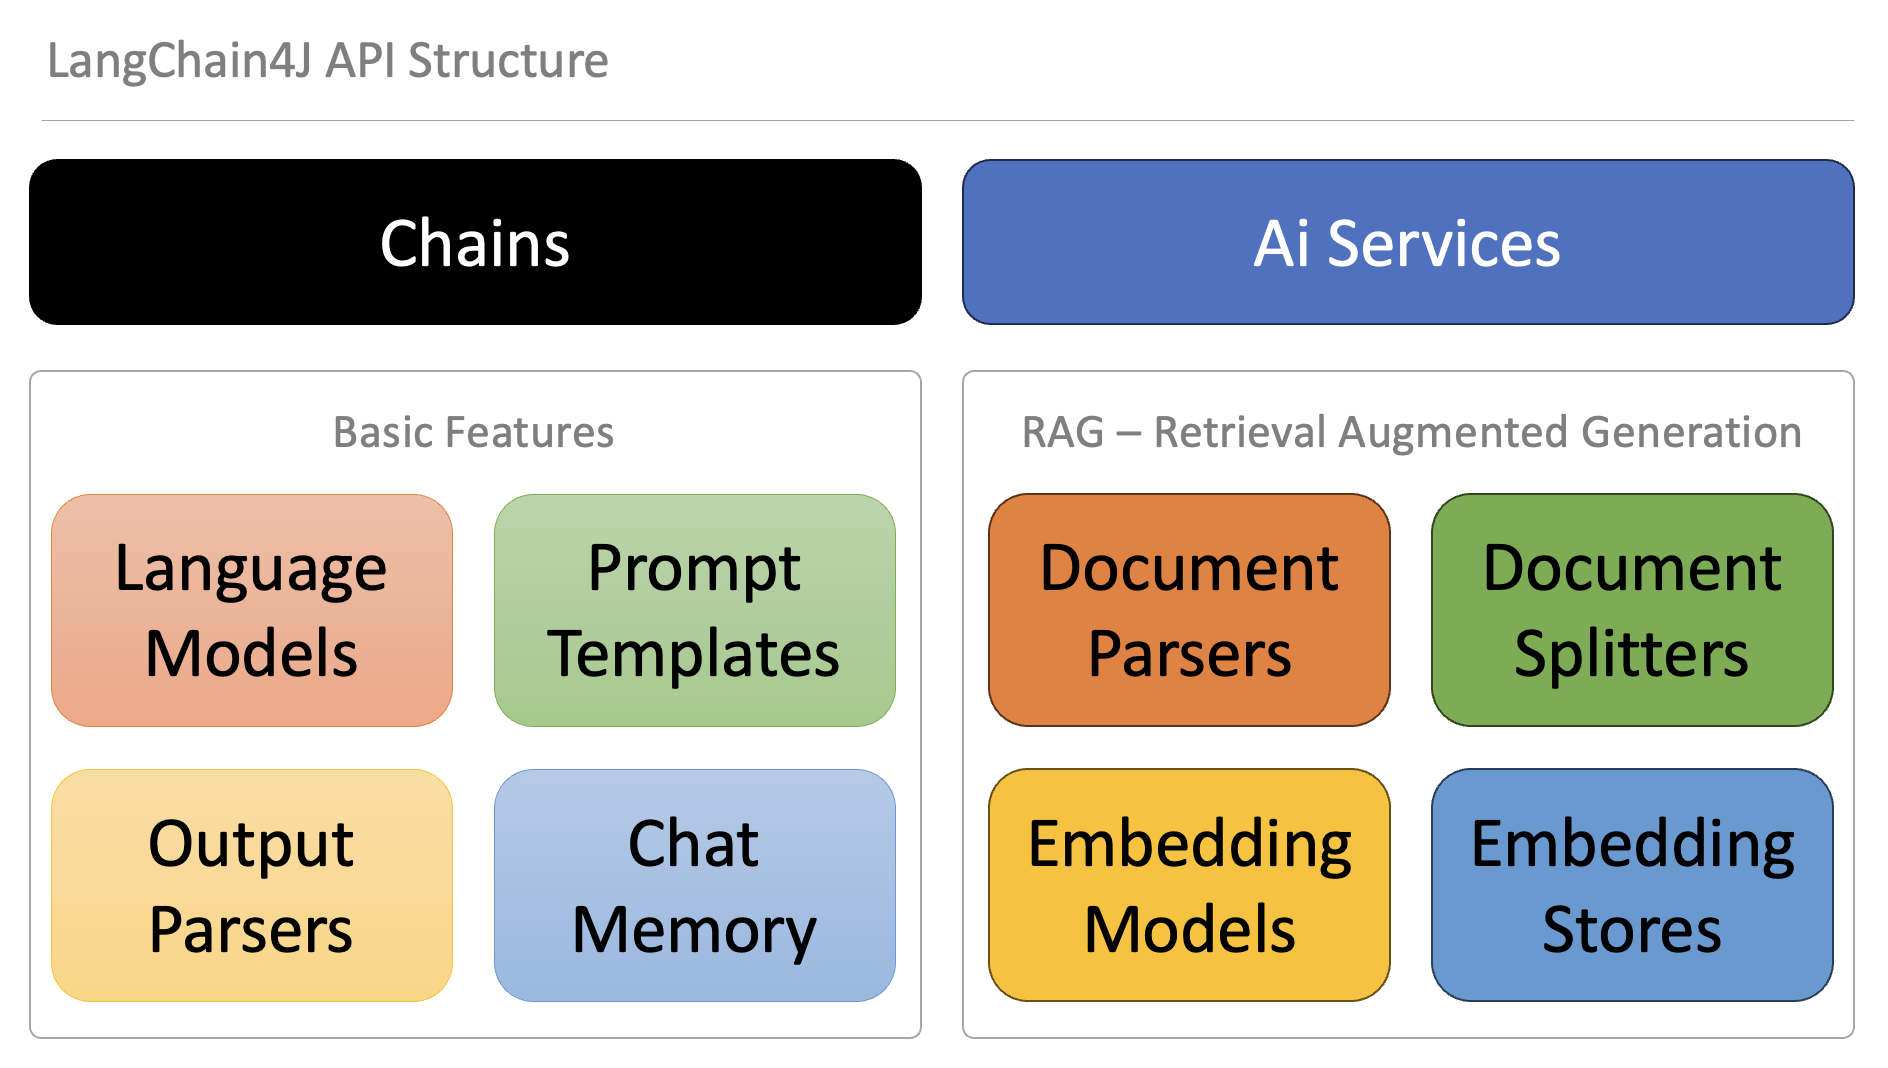 LangChain4J API Structure
Chains
Ai Services
Basic Features
Language
Models
Prompt
Templates
Output
Parsers
Chat
Memory
RAG – Retrieval Augmented Generation
Document
Parsers
Document
Splitters
Embedding
Models
Embedding
Stores